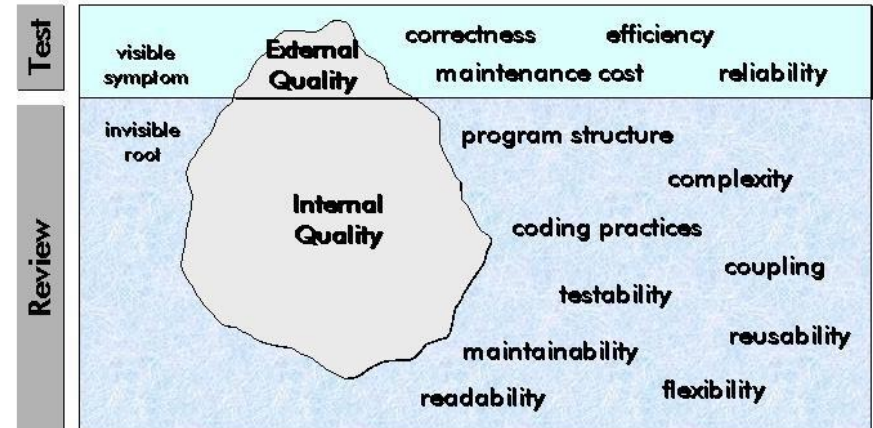 Test
visible
symptom
External
Quality
correctness
efficiency
maintenance cost
reliability
Review
invisible
root
Internal
Quality
program structure
complexity
coding practices
coupling
testability
reusability
maintainability
flexibility
readability